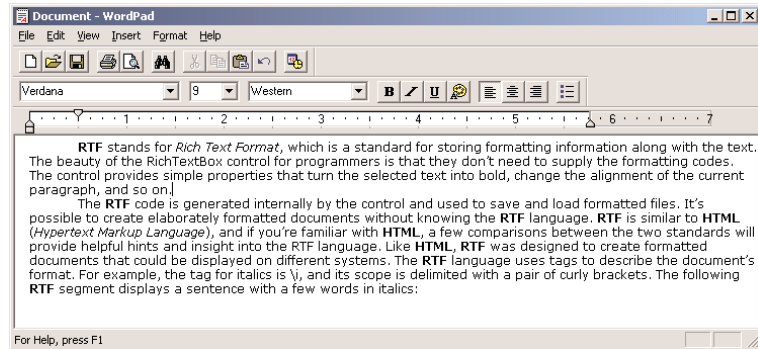 Document - WordPad
File Edit View Insert Format Help
Verdana 9 Western B I U
1 2 3 4 5 6 7
RTF stands for Rich Text Format, which is a standard for storing formatting information along with the text.
The beauty of the RichTextBox control for programmers is that they don't need to supply the formatting codes.
The control provides simple properties that turn the selected text into bold, change the alignment of the current
paragraph, and so on.
The RTF code is generated internally by the control and used to save and load formatted files. It's
possible to create elaborately formatted documents without knowing the RTF language. RTF is similar to HTML
(Hypertext Markup Language), and if you're familiar with HTML, a few comparisons between the two standards will
provide helpful hints and insight into the RTF language. Like HTML, RTF was designed to create formatted
documents that could be displayed on different systems. The RTF language uses tags to describe the document's
format. For example, the tag for italics is \i, and its scope is delimited with a pair of curly brackets. The following
RTF segment displays a sentence with a few words in italics:
For Help, press F1